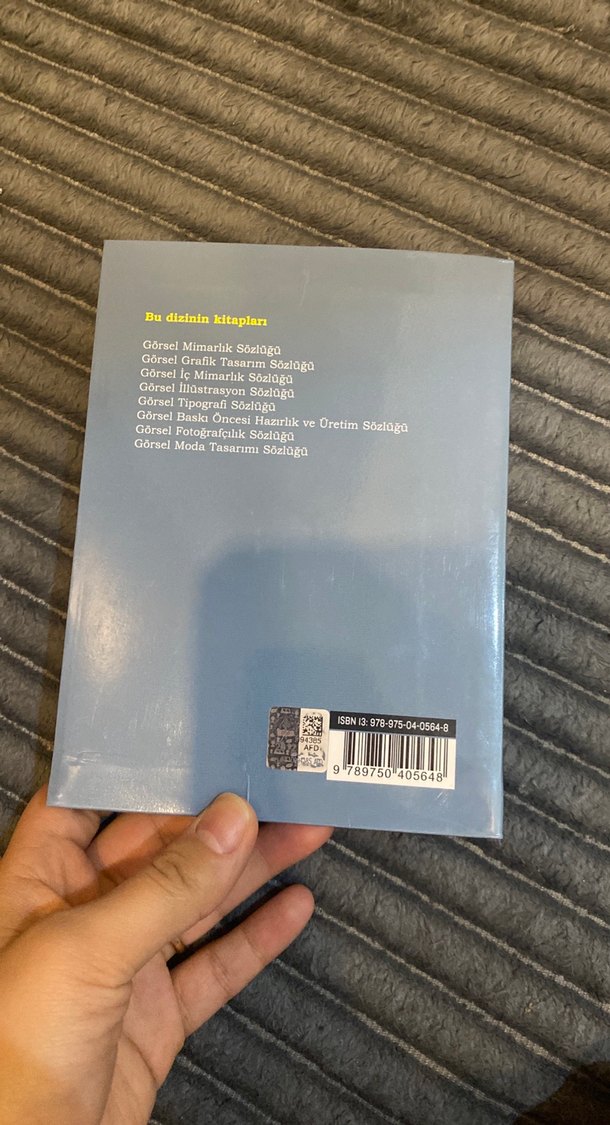 Bu dizinin kitapları
Görsel Mimarlık Sözlüğü
Görsel Grafik Tasarım Sözlüğü
Görsel İç Mimarlık Sözlüğü
Görsel İllüstrasyon Sözlüğü
Görsel Tipografi Sözlüğü
Görsel Baskı Öncesi Hazırlık ve Üretim Sözlüğü
Görsel Fotoğrafçılık Sözlüğü
Görsel Moda Tasarımı Sözlüğü
ISBN 13: 978-975-04-0564-8
94385
AFD
9 789750 405648